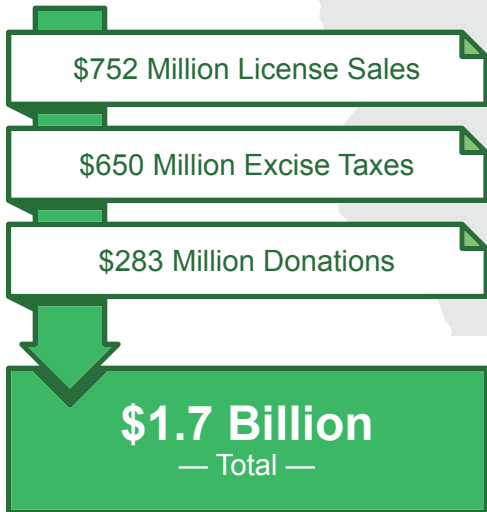 $752 Million License Sales
$650 Million Excise Taxes
$283 Million Donations
$1.7 Billion
— Total —